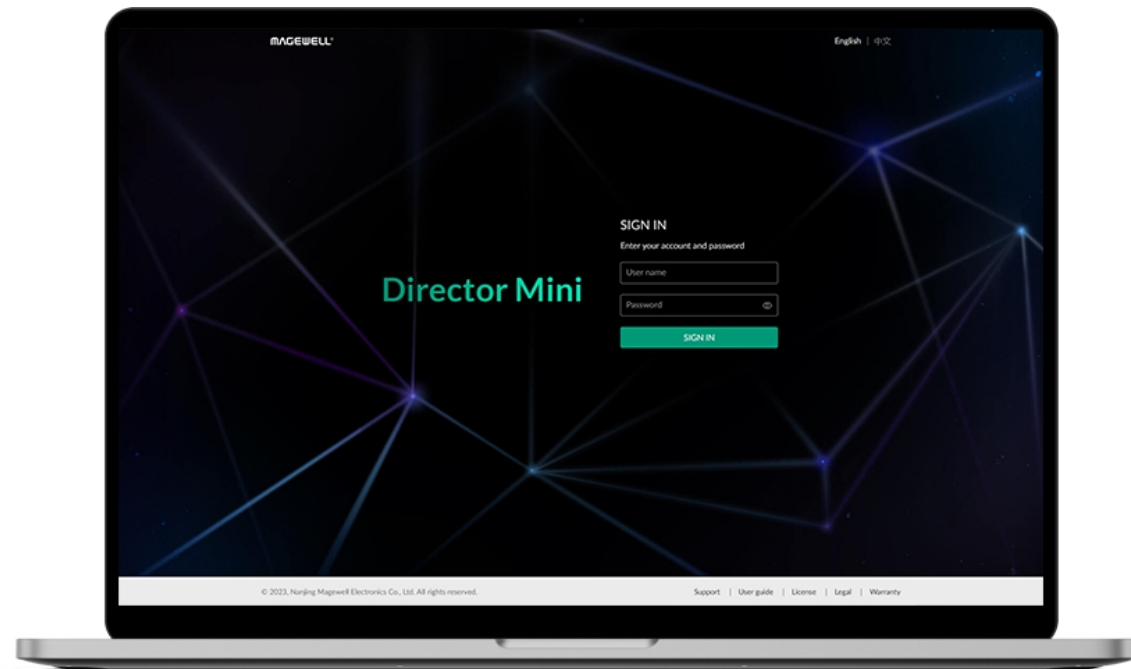 MAGEWELL®
English | 中文
SIGN IN
Enter your account and password
User name
Director Mini
Password
SIGN IN
© 2023, Nanjing Magewell Electronics Co., Ltd. All rights reserved.
Support | User guide | License | Legal | Warranty